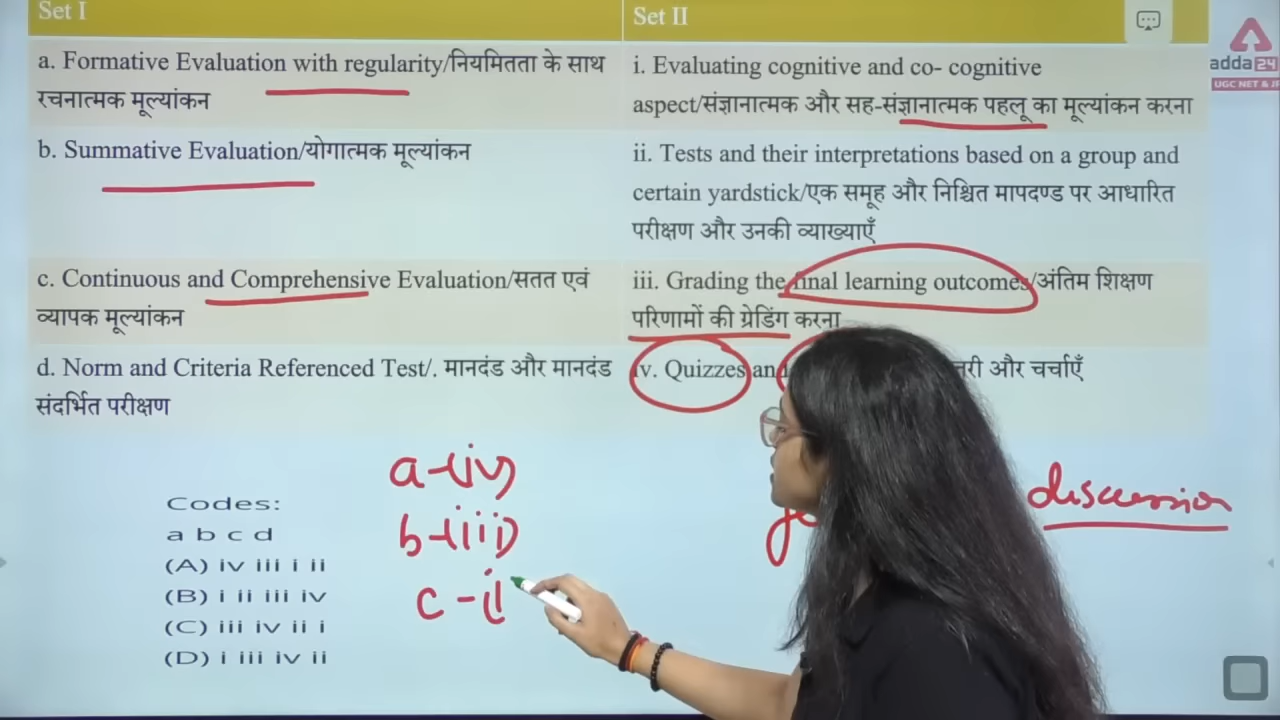 Set I
Set II
a. Formative Evaluation with regularity/नियमितता के साथ
रचनात्मक मूल्यांकन
i. Evaluating cognitive and co- cognitive
aspect/संज्ञानात्मक और सह-संज्ञानात्मक पहलू का मूल्यांकन करना
b. Summative Evaluation/योगात्मक मूल्यांकन
ii. Tests and their interpretations based on a group and
certain yardstick/एक समूह और निश्चित मापदण्ड पर आधारित
परीक्षण और उनकी व्याख्याएँ
c. Continuous and Comprehensive Evaluation/सतत एवं
व्यापक मूल्यांकन
iii. Grading the final learning outcomes/अंतिम शिक्षण
परिणामों की ग्रेडिंग करना
d. Norm and Criteria Referenced Test/. मानदंड और मानदंड
संदर्भित परीक्षण
iv. Quizzes and और चर्चाएँ
a-(iv)
b-(iii)
c-(i
discussion
Codes:
a b c d
(A) iv iii i ii
(B) i ii iii iv
(C) iii iv ii i
(D) i iii iv ii
adda 247